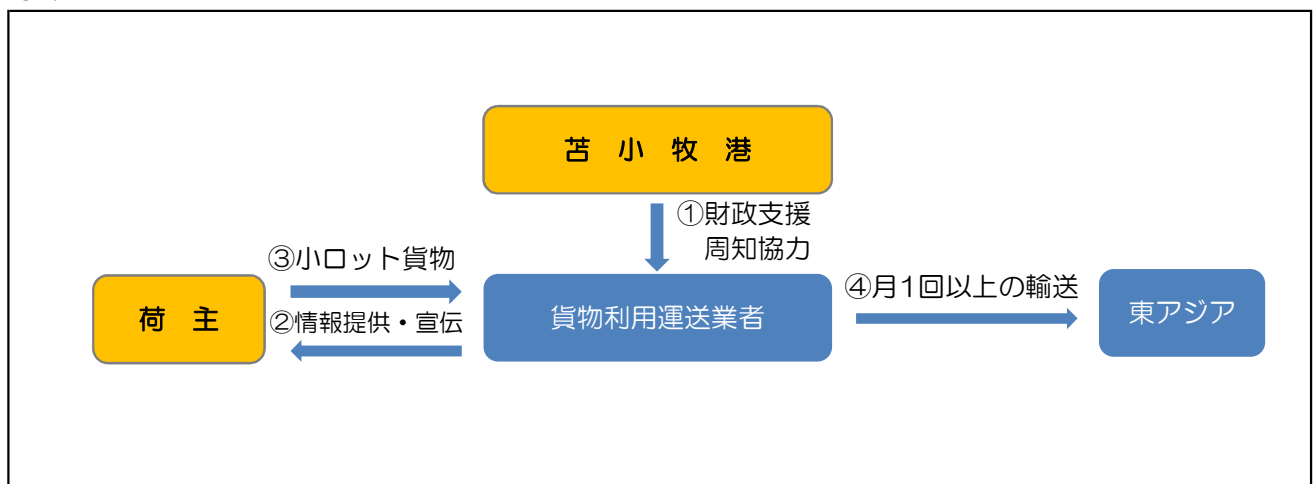 苫 小 牧 港
①財政支援
周知協力
③小ロット貨物
荷 主
②情報提供・宣伝
貨物利用運送業者
④月1回以上の輸送
東アジア